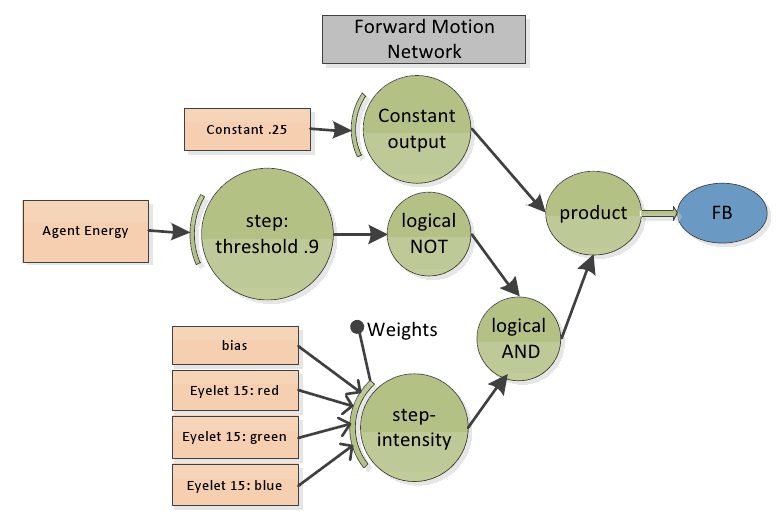 Forward Motion
Network
Constant .25
Constant
output
Agent Energy
step:
threshold .9
logical
NOT
product
FB
logical
AND
Weights
bias
Eyelet 15: red
Eyelet 15: green
Eyelet 15: blue
step-
intensity